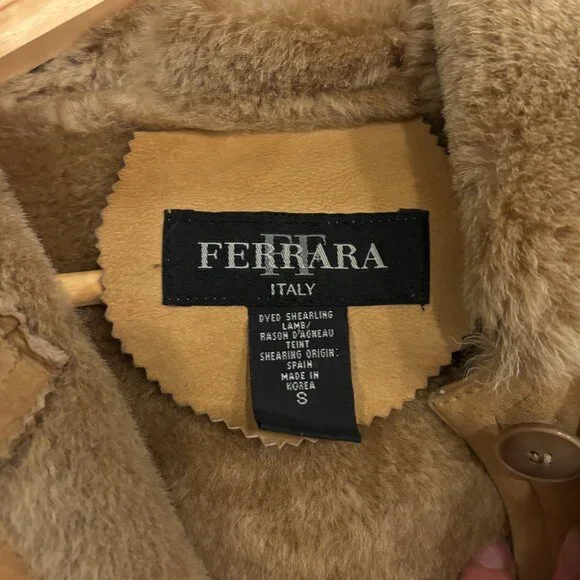 FERRARA
FF
ITALY
DYED SHEARLING
LAMB/
RASON D'AGNEAU
TEINT
SHEARING ORIGIN:
SPAIN
MADE IN
KOREA
S